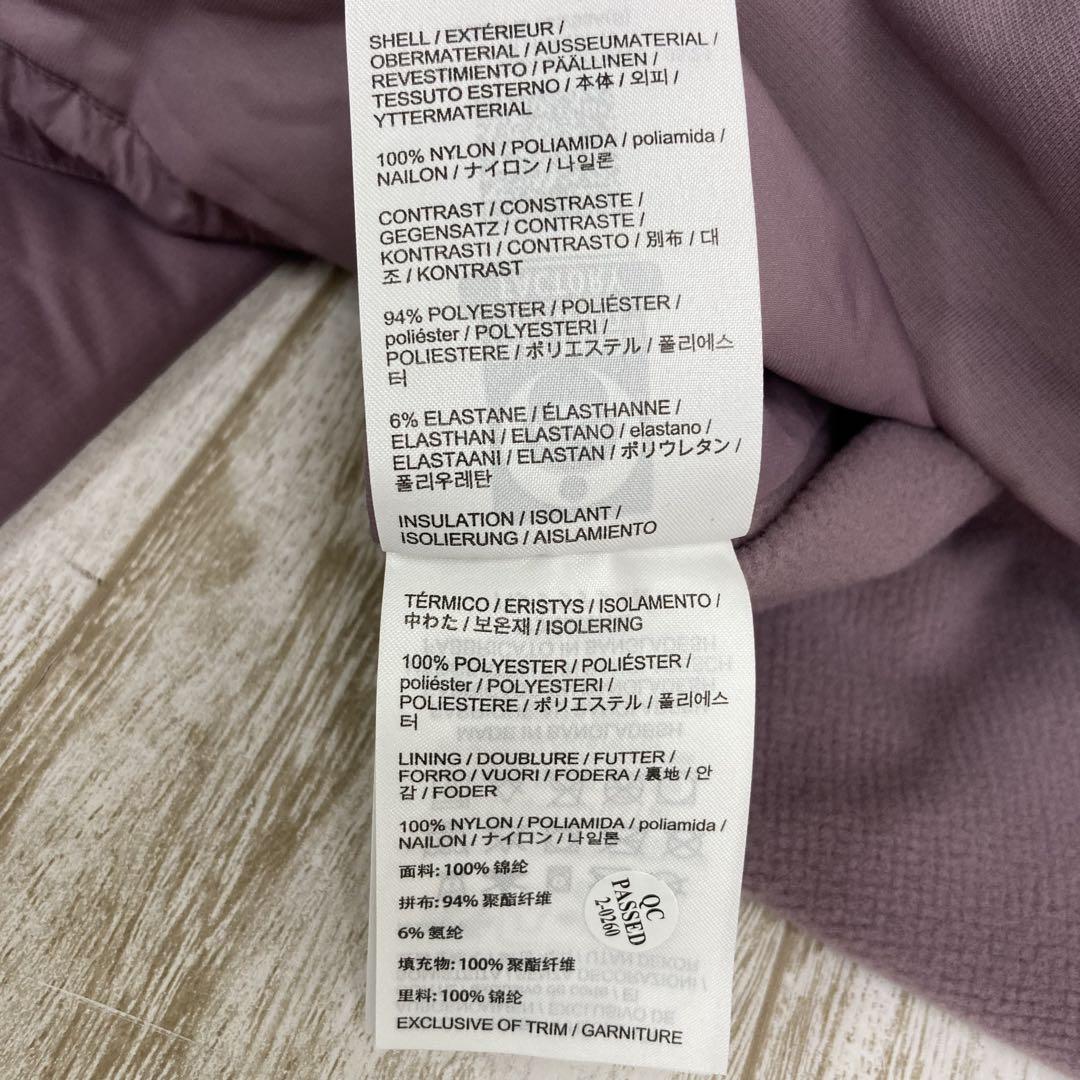 SHELL / EXTÉRIEUR /
OBERMATERIAL / AUSSEUMATERIAL /
REVESTIMIENTO / PÄÄLLINEN /
TESSUTO ESTERNO / 本体 / 외피 /
YTTERMATERIAL
100% NYLON / POLIAMIDA / poliamida /
NAILON / ナイロン / 나일론
CONTRAST / CONSTRASTE /
GEGENSATZ / CONTRASTE /
KONTRASTI / CONTRASTO / 別布 / 대
조 / KONTRAST
94% POLYESTER / POLIÉSTER /
poliéster / POLYESTERI /
POLIESTERE / ポリエステル / 폴리에스
터
6% ELASTANE / ÉLASTHANNE /
ELASTHAN / ELASTANO / elastano /
ELASTAANI / ELASTAN / ポリウレタン /
폴리우레탄
INSULATION / ISOLANT /
ISOLIERUNG / AISLAMIENTO
TÉRMICO / ERISTYS / ISOLAMENTO /
中わた / 보온재 / ISOLERING
100% POLYESTER / POLIÉSTER /
poliéster / POLYESTERI /
POLIESTERE / ポリエステル / 폴리에스
터
LINING / DOUBLURE / FUTTER /
FORRO / VUORI / FODERA / 裏地 / 안
감 / FODER
100% NYLON / POLIAMIDA / poliamida /
NAILON / ナイロン / 나일론
面料: 100% 锦纶
拼布: 94% 聚酯纤维
6% 氨纶
填充物: 100% 聚酯纤维
里料: 100% 锦纶
EXCLUSIVE OF TRIM / GARNITURE
QC
PASSED
2-0260